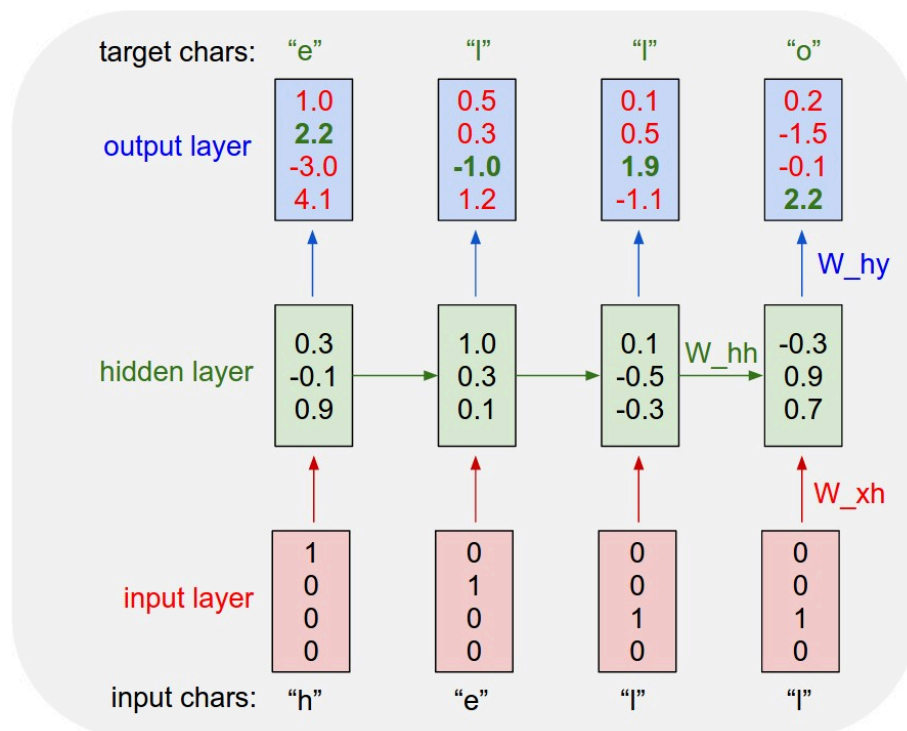 target chars: “e” “l” “l” “o”
1.0 0.5 0.1 0.2
2.2 0.3 0.5 -1.5
output layer
-3.0 -1.0 1.9 -0.1
4.1 1.2 -1.1 2.2
W_hy
0.3 1.0 0.1 -0.3
W_hh
hidden layer
-0.1 0.3 -0.5 0.9
0.9 0.1 -0.3 0.7
W_xh
1 0 0 0
0 1 0 0
input layer
0 0 1 1
0 0 0 0
input chars: “h” “e” “l” “l”